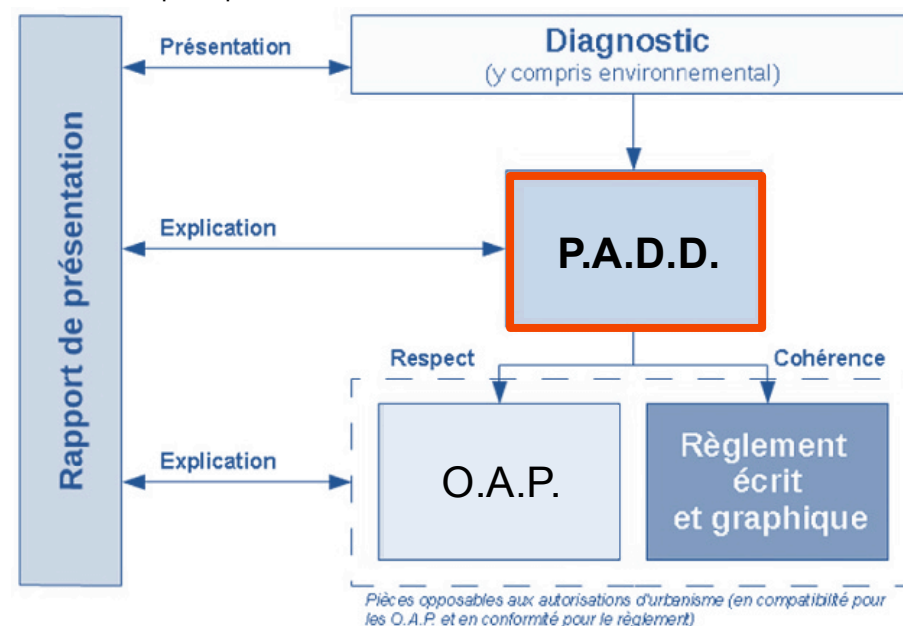 Présentation
Diagnostic
(y compris environnemental)
Rapport de présentation
Explication
P.A.D.D.
Respect
Cohérence
Explication
O.A.P.
Règlement
écrit
et graphique
Pièces opposables aux autorisations d'urbanisme (en compatibilité pour
les O.A.P. et en conformité pour le règlement)